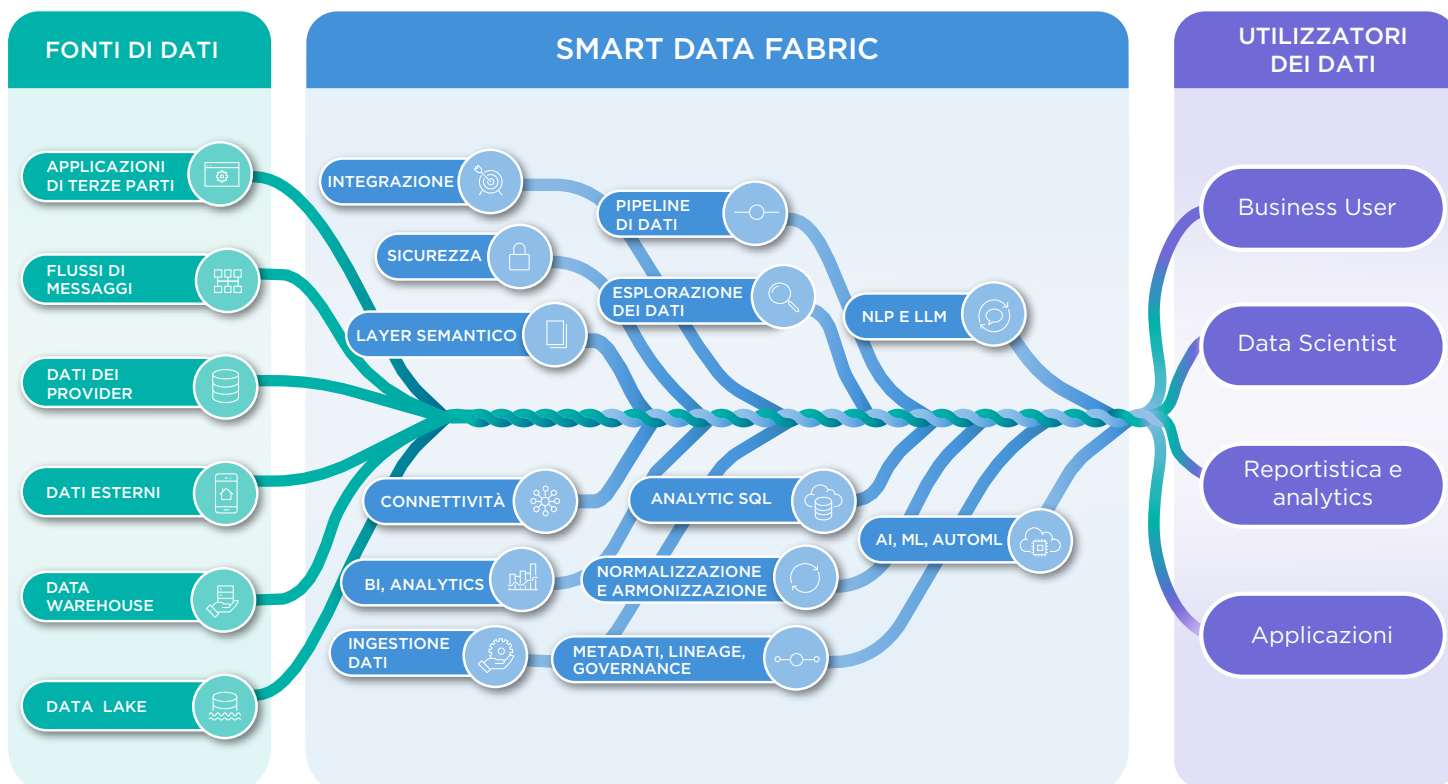 FONTI DI DATI
APPLICAZIONI
DI TERZE PARTI
FLUSSI DI
MESSAGGI
DATI DEI
PROVIDER
DATI ESTERNI
DATA
WAREHOUSE
DATA LAKE
SMART DATA FABRIC
INTEGRAZIONE
SICUREZZA
LAYER SEMANTICO
PIPELINE
DI DATI
ESPLORAZIONE
DEI DATI
NLP E LLM
CONNETTIVITÀ
BI, ANALYTICS
INGESTIONE
DATI
ANALYTIC SQL
NORMALIZZAZIONE
E ARMONIZZAZIONE
METADATI, LINEAGE,
GOVERNANCE
AI, ML, AUTOML
UTILIZZATORI
DEI DATI
Business User
Data Scientist
Reportistica e
analytics
Applicazioni